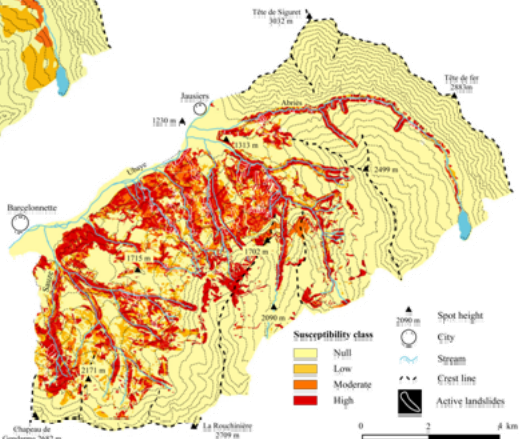 Tête de Siguret
3032 m
Tête de fer
2883m
Jausiers
Abriès
1230 m
1313 m
2499 m
Ubaye
Barcelonnette
1702 m
1715 m
2090 m
2171 m
Chapeau de
2682 m
La Rouchinière
2709 m
Susceptibility class
Null
Low
Moderate
High
2090 m
Spot height
City
Stream
Crest line
Active landslides
0 2 4 km